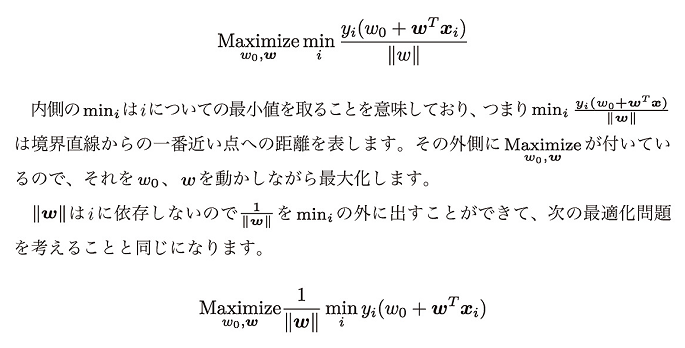 $$\underset{w_0, \boldsymbol{w}}{\text{Maximize}} \min_i \frac{y_i(w_0 + \boldsymbol{w}^T \boldsymbol{x}_i)}{\|w\|}$$
内側の $\min_i$ は $i$ についての最小値を取ることを意味しており、つまり $\min_i \frac{y_i(w_0 + \boldsymbol{w}^T \boldsymbol{x})}{\|\boldsymbol{w}\|}$
は境界直線からの一番近い点への距離を表します。その外側に $\underset{w_0, \boldsymbol{w}}{\text{Maximize}}$ が付いてい
るので、それを $w_0$ 、 $\boldsymbol{w}$ を動かしながら最大化します。
$\|\boldsymbol{w}\|$ は $i$ に依存しないので $\frac{1}{\|\boldsymbol{w}\|}$ を $\min_i$ の外に出すことができて、次の最適化問題
を考えることと同じになります。
$$\underset{w_0, \boldsymbol{w}}{\text{Maximize}} \frac{1}{\|\boldsymbol{w}\|} \min_i y_i(w_0 + \boldsymbol{w}^T \boldsymbol{x}_i)$$